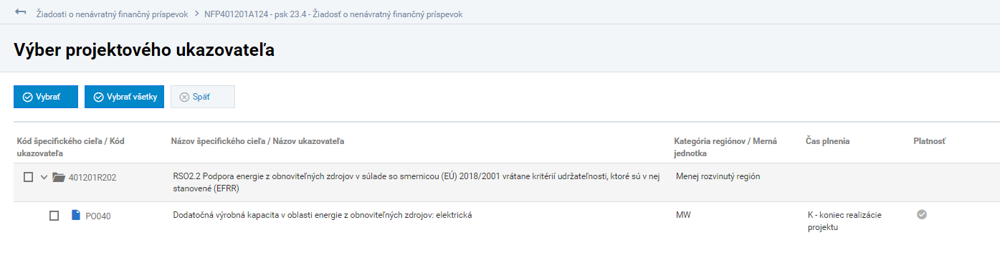 Žiadosti o nenávratný finančný príspevok > NFP401201A124 - psk 23.4 - Žiadosť o nenávratný finančný príspevok
Výber projektového ukazovateľa
Vybrať Vybrať všetky Späť
Kód špecifického cieľa / Kód ukazovateľa Názov špecifického cieľa / Názov ukazovateľa Kategória regiónov / Merná jednotka Čas plnenia Platnosť
401201R202 RSO2.2 Podpora energie z obnoviteľných zdrojov v súlade so smernicou (EÚ) 2018/2001 vrátane kritérií udržateľnosti, ktoré sú v nej stanovené (EFRR) Menej rozvinutý región
PO040 Dodatočná výrobná kapacita v oblasti energie z obnoviteľných zdrojov: elektrická MW K - koniec realizácie projektu